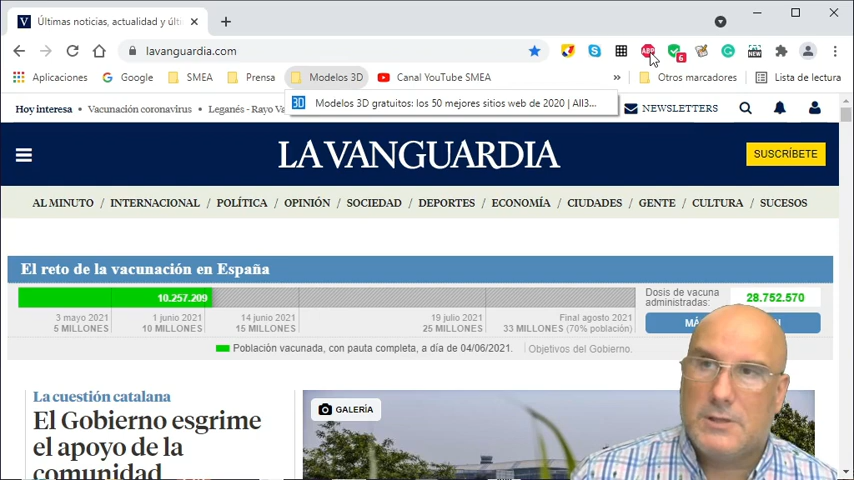 Últimas noticias, actualidad y últi
lavanguardia.com
ABP
6
NEW
Aplicaciones
Google
SMEA
Prensa
Modelos 3D
Canal YouTube SMEA
»
Otros marcadores
Lista de lectura
3D Modelos 3D gratuitos: los 50 mejores sitios web de 2020 | All3...
Hoy interesa
Vacunación coronavirus
Leganés - Rayo Va
NEWSLETTERS
LA VANGUARDIA
SUSCRÍBETE
AL MINUTO / INTERNACIONAL / POLÍTICA / OPINIÓN / SOCIEDAD / DEPORTES / ECONOMÍA / CIUDADES / GENTE / CULTURA / SUCESOS
El reto de la vacunación en España
10.257.209
Dosis de vacuna
administradas:
28.752.570
3 mayo 2021
5 MILLONES
1 junio 2021
10 MILLONES
14 junio 2021
15 MILLONES
19 julio 2021
25 MILLONES
Final agosto 2021
33 MILLONES (70% población)
Población vacunada, con pauta completa, a día de 04/06/2021.
Objetivos del Gobierno.
La cuestión catalana
El Gobierno esgrime
el apoyo de la
comunidad
GALERÍA